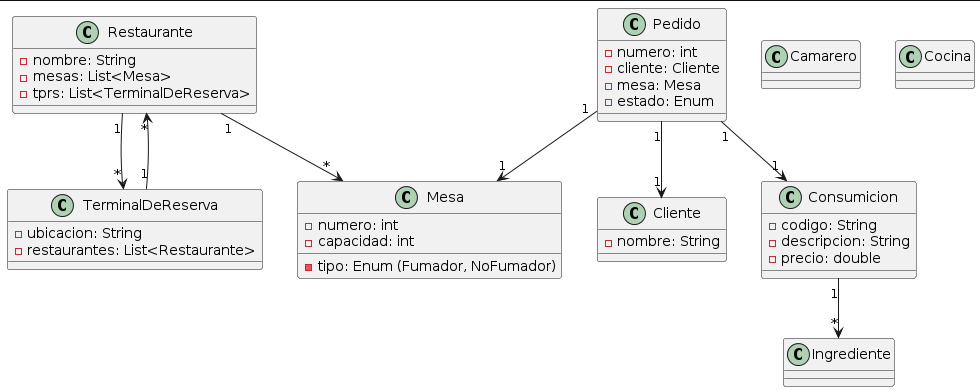 C Restaurante
nombre: String
mesas: List<Mesa>
tprs: List<TerminalDeReserva>
C Pedido
numero: int
cliente: Cliente
mesa: Mesa
estado: Enum
C Camarero
C Cocina
1
*
*
1
1
*
1
1
1
1
1
1
C TerminalDeReserva
ubicacion: String
restaurantes: List<Restaurante>
C Mesa
numero: int
capacidad: int
tipo: Enum (Fumador, NoFumador)
C Cliente
nombre: String
C Consumicion
codigo: String
descripcion: String
precio: double
1
*
C Ingrediente